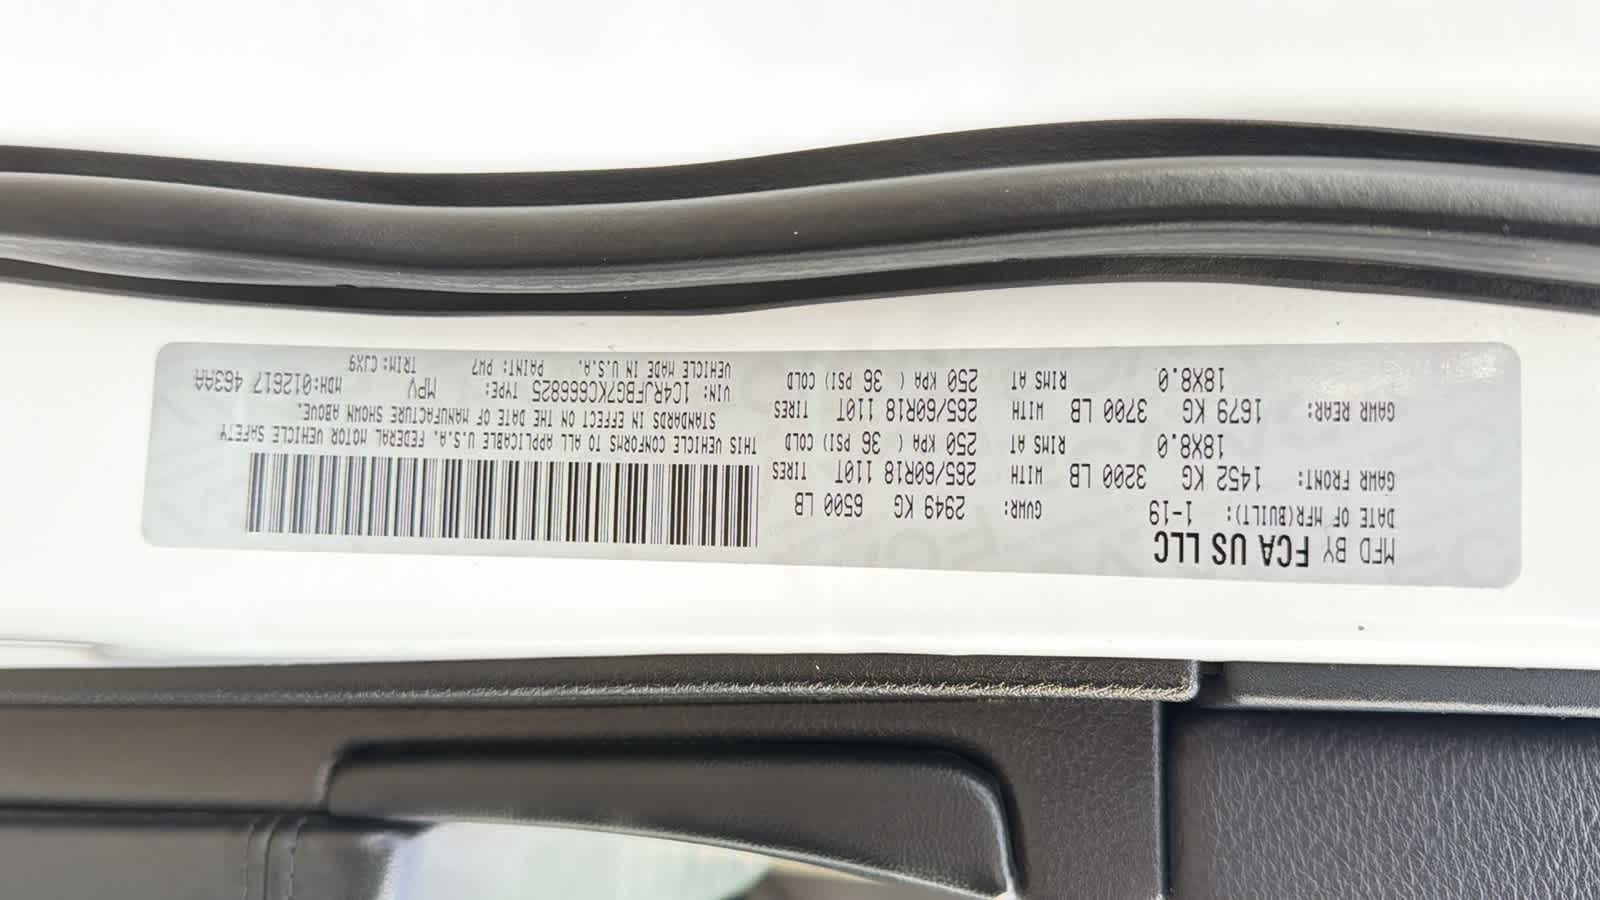 MFD BY FCA US LLC
DATE OF MFR(BUILT): 1-19 GVWR: 2949 KG 6500 LB
GAWR FRONT: 1452 KG 3200 LB WITH 265/60R18 110T TIRES
18X8.0 RIMS AT 250 KPA ( 36 PSI) COLD
GAWR REAR: 1679 KG 3700 LB WITH 265/60R18 110T TIRES
18X8.0 RIMS AT 250 KPA ( 36 PSI) COLD
THIS VEHICLE CONFORMS TO ALL APPLICABLE U.S.A. FEDERAL MOTOR VEHICLE SAFETY
STANDARDS IN EFFECT ON THE DATE OF MANUFACTURE SHOWN ABOVE.
VIN: 1C4RJFBG7KC666825 TYPE: MPV MDH:012617 463AA
VEHICLE MADE IN U.S.A. PAINT: PW7 TRIM: CJX9